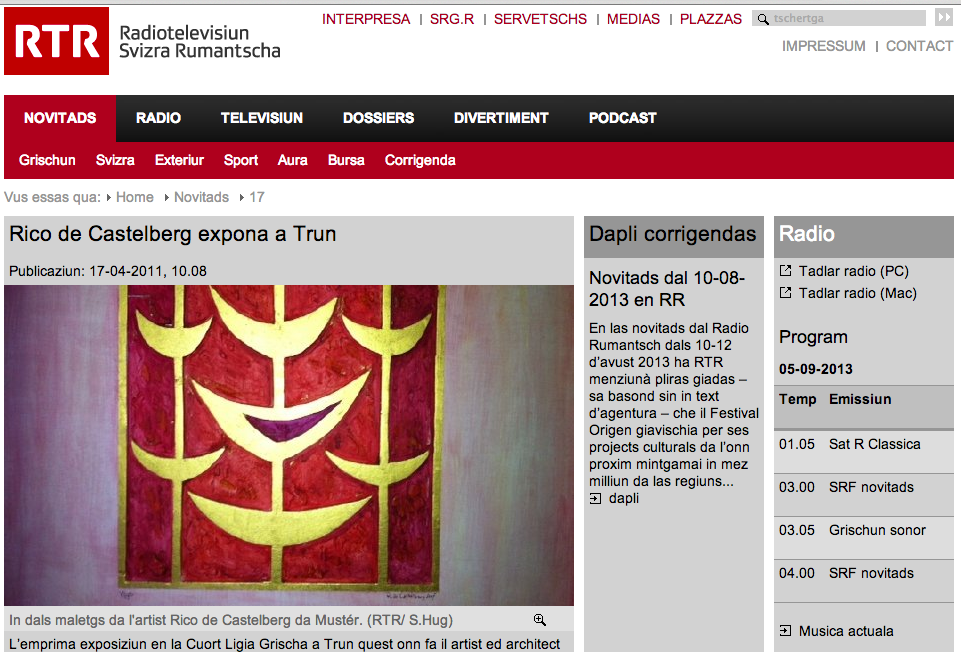 INTERPRESA | SRG.R | SERVETSCHS | MEDIAS | PLAZZAS
tschertga
RTR Radiotelevisiun
Svizra Rumantscha
IMPRESSUM | CONTACT
NOVITADS RADIO TELEVISIUN DOSSIERS DIVERTIMENT PODCAST
Grischun Svizra Exteriur Sport Aura Bursa Corrigenda
Vus essas qua: Home Novitads 17
Rico de Castelberg expona a Trun
Publicaziun: 17-04-2011, 10.08
In dals maletgs da l'artist Rico de Castelberg da Mustér. (RTR/ S.Hug)
L'emprima exposiziun en la Cuort Ligia Grischa a Trun quest onn fa il artist ed architect
Dapli corrigendas
Novitads dal 10-08-
2013 en RR
En las novitads dal Radio
Rumantsch dals 10-12
d'avust 2013 ha RTR
menziunà pliras giadas –
sa basond sin in text
d'agentura – che il Festival
Origen giavischia per ses
projects culturals da l'onn
proxim mintgamai in mez
milliun da las regiuns...
dapli
Radio
Tadlar radio (PC)
Tadlar radio (Mac)
Program
05-09-2013
Temp Emissiun
01.05 Sat R Classica
03.00 SRF novitads
03.05 Grischun sonor
04.00 SRF novitads
Musica actuala